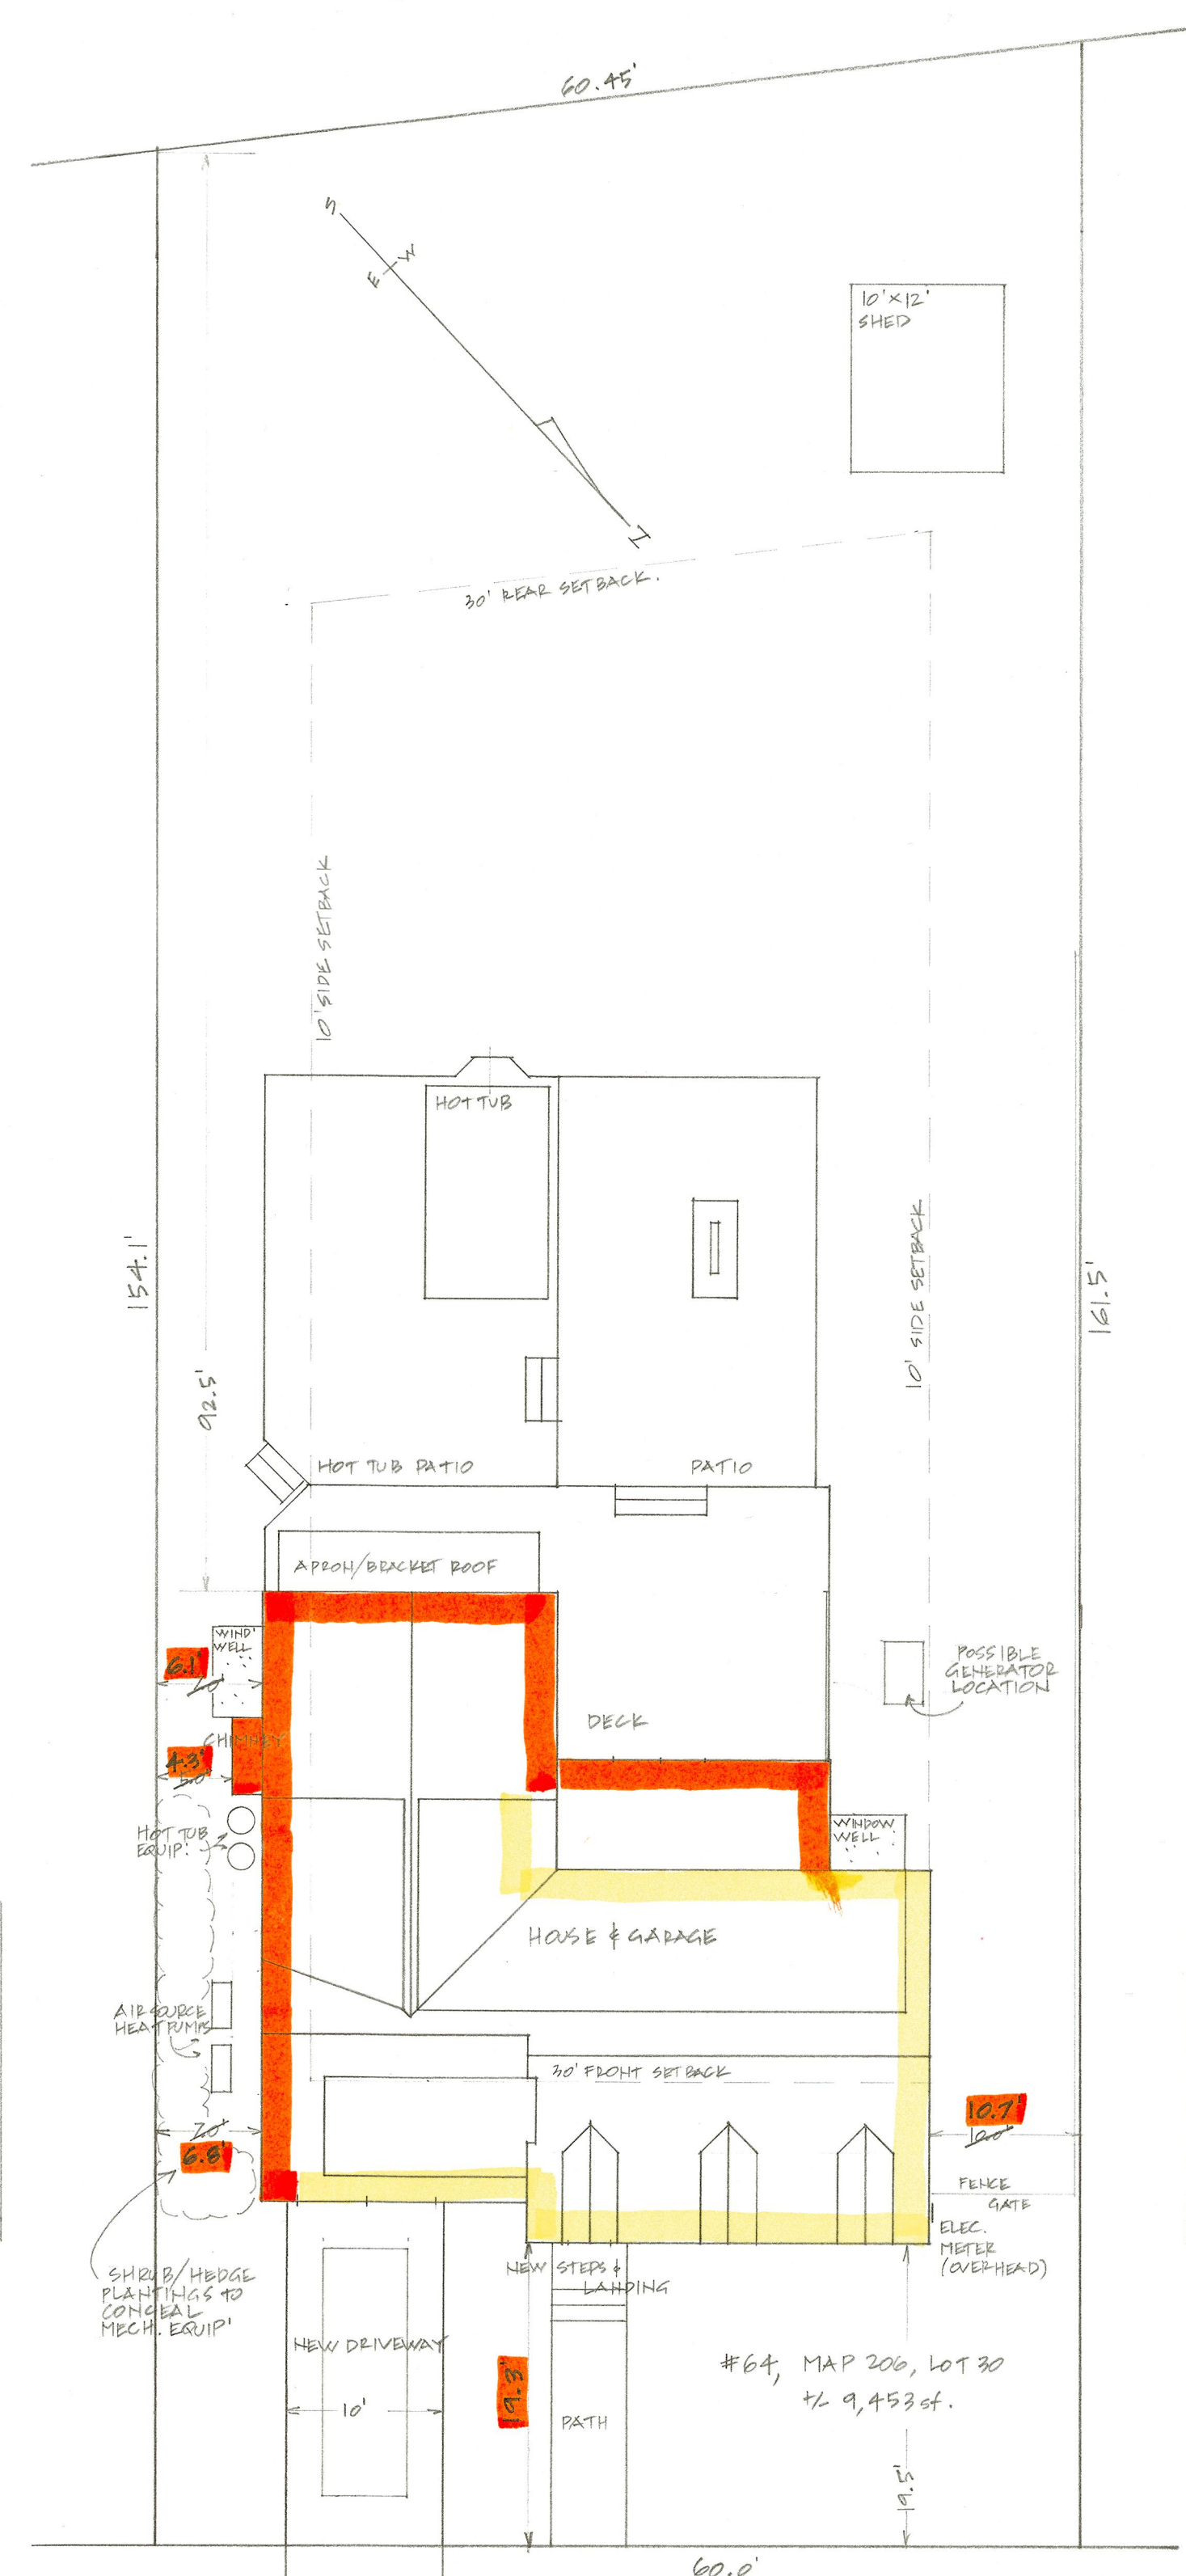 60.45'
S
E
W
N
10'X12'
SHED
30' REAR SETBACK.
10' SIDE SETBACK
HOT TUB
154.1'
92.5'
10' SIDE SETBACK
161.5'
HOT TUB PATIO
PATIO
APRON/BRACKET ROOF
WIND'
WELL
6.1'
POSSIBLE
GENERATOR
LOCATION
DECK
CHIMNEY
4.3'
5.0'
HOT TUB
EQUIP.
WINDOW
WELL
HOUSE & GARAGE
AIR SOURCE
HEAT PUMPS
30' FRONT SETBACK
7.0'
6.8'
10.7'
10.0'
FENCE
GATE
ELEC.
METER
(OVERHEAD)
SHRUB/HEDGE
PLANTINGS TO
CONCEAL
MECH. EQUIP'
NEW STEPS &
LANDING
NEW DRIVEWAY
10'
19.3'
PATH
#64, MAP 206, LOT 30
+/- 9,453 sf.
19.5'
60.0'